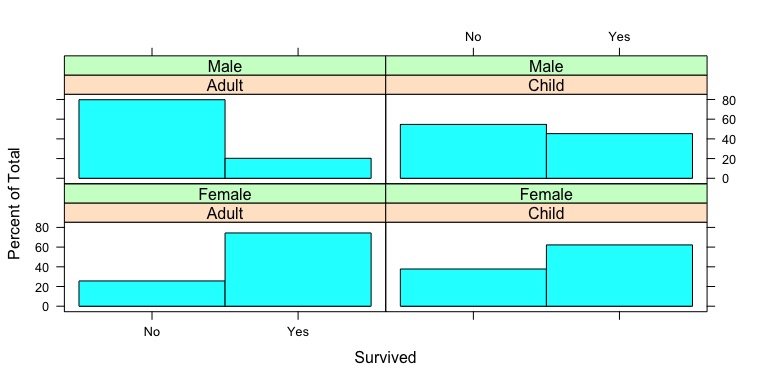 No Yes
Male Male
Adult Child
80
60
40
20
0
Female Female
Adult Child
80
60
40
20
0
No Yes
Percent of Total
Survived